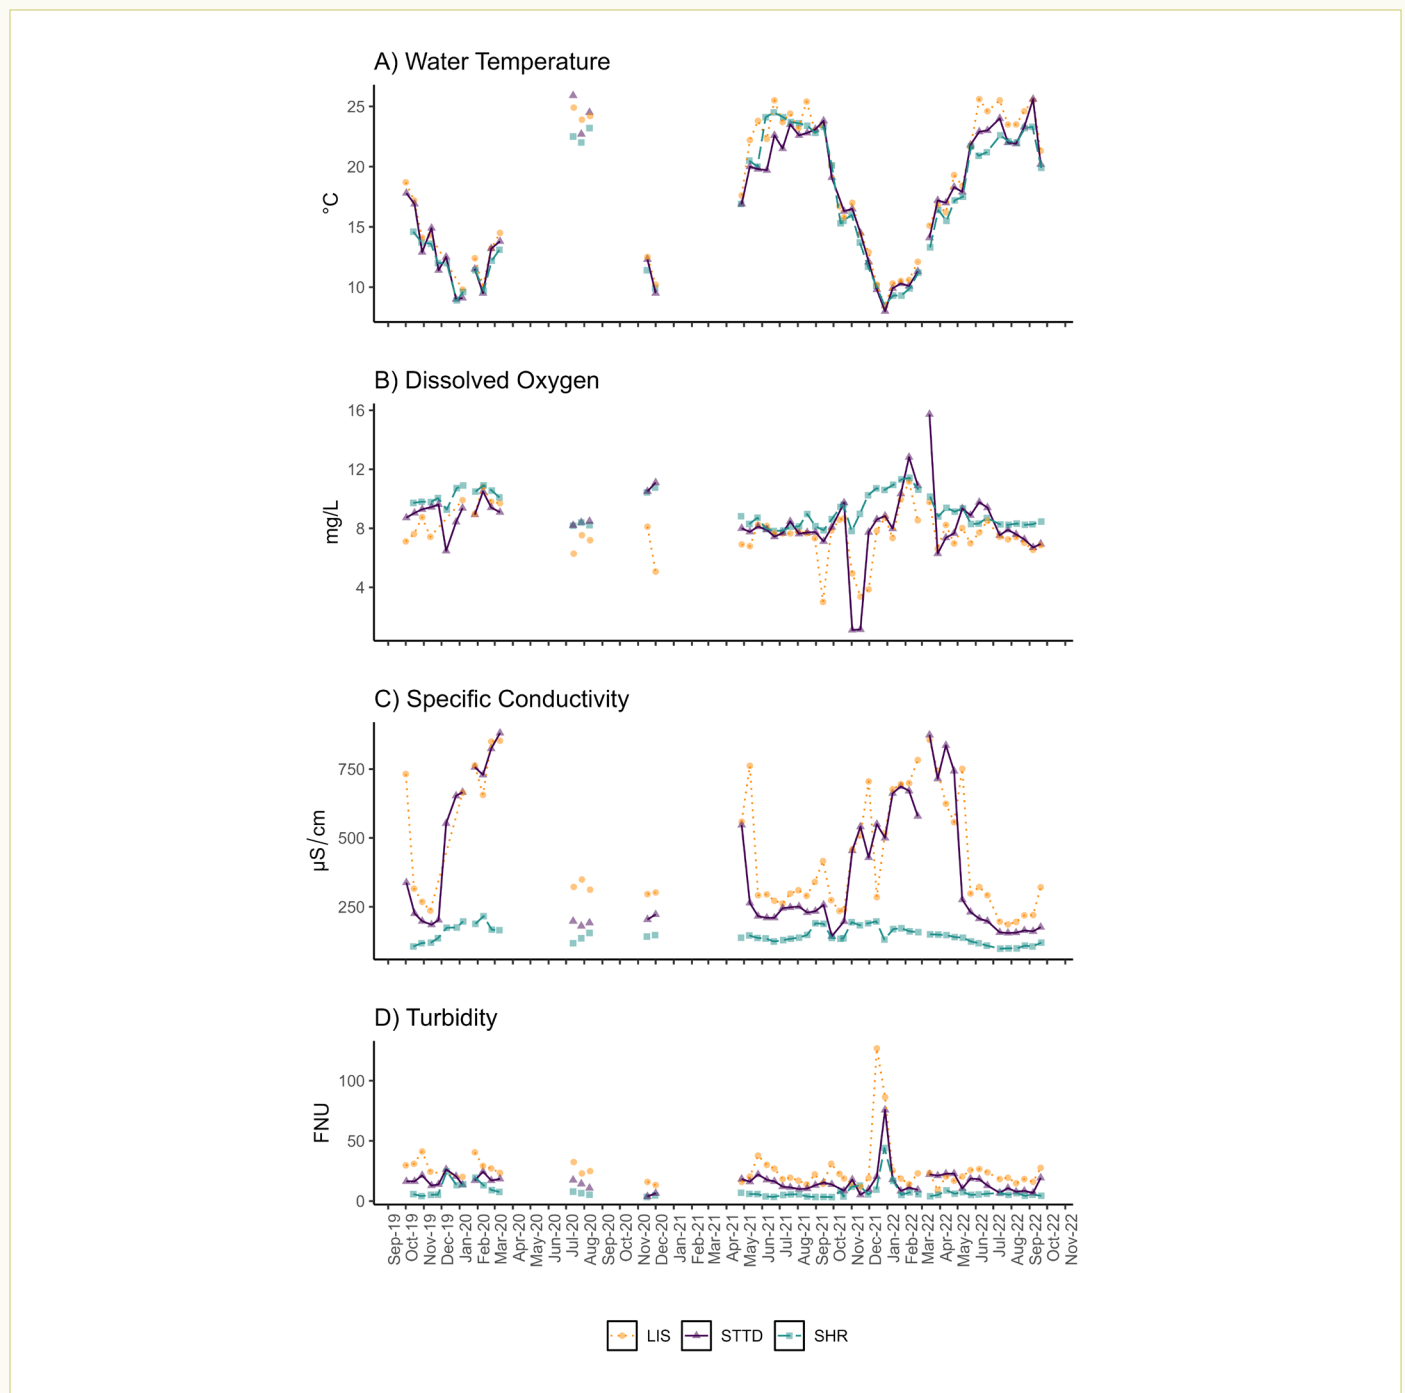 A) Water Temperature
25
20
15
10
°C
B) Dissolved Oxygen
16
12
8
4
mg/L
C) Specific Conductivity
750
500
250
µS/cm
D) Turbidity
100
50
0
FNU
Sep-19
Oct-19
Nov-19
Dec-19
Jan-20
Feb-20
Mar-20
Apr-20
May-20
Jun-20
Jul-20
Aug-20
Sep-20
Oct-20
Nov-20
Dec-20
Jan-21
Feb-21
Mar-21
Apr-21
May-21
Jun-21
Jul-21
Aug-21
Sep-21
Oct-21
Nov-21
Dec-21
Jan-22
Feb-22
Mar-22
Apr-22
May-22
Jun-22
Jul-22
Aug-22
Sep-22
Oct-22
Nov-22
LIS STTD SHR